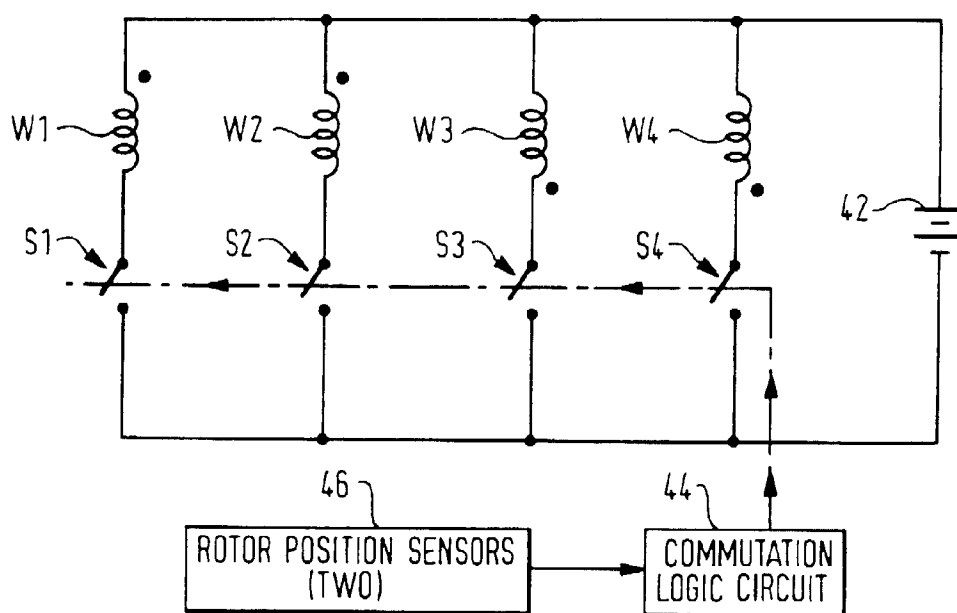 W1
W2
W3
W4
42
S1
S2
S3
S4
46
44
ROTOR POSITION SENSORS
(TWO)
COMMUTATION
LOGIC CIRCUIT